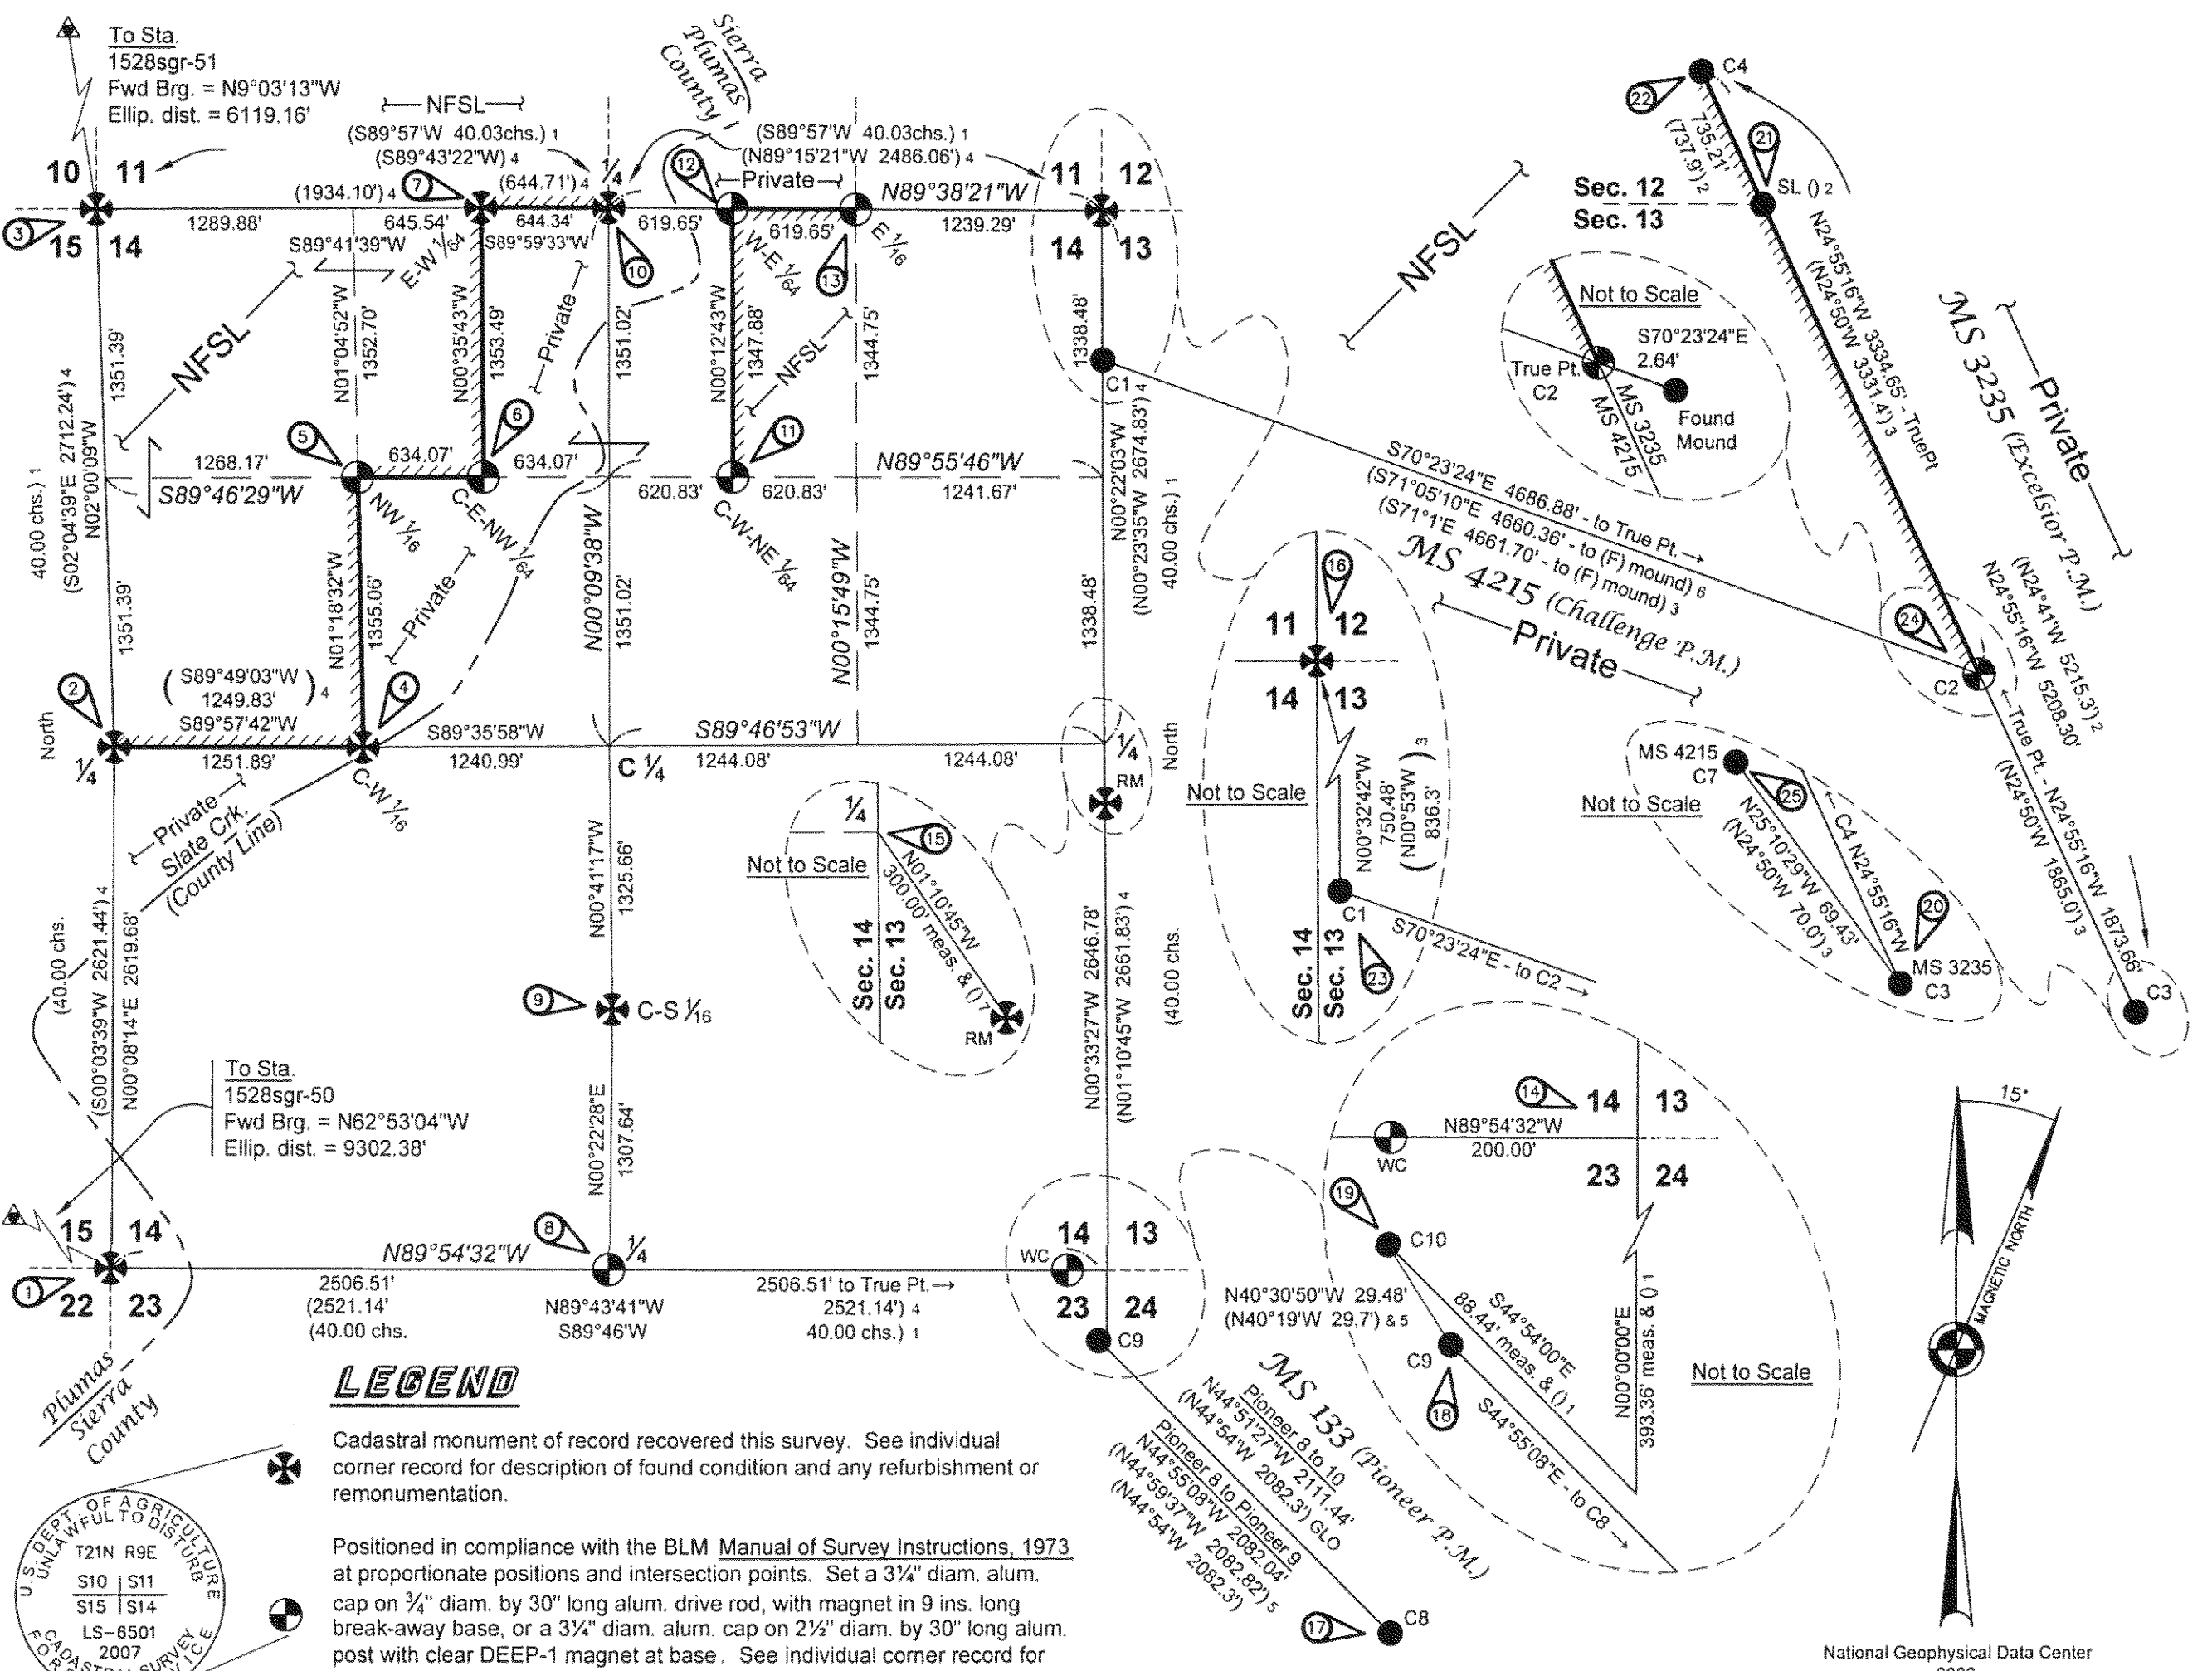 To Sta.
1528sgr-51
Fwd Brg. = N9°03'13"W
Ellip. dist. = 6119.16'
NFSL
(S89°57'W 40.03chs.) 1
(S89°43'22"W) 4
Sierra
Plumas
County
(S89°57'W 40.03chs.) 1
(N89°15'21"W 2486.06') 4
10 11
15 14
3
(1934.10') 4
7
(644.71') 4
1/4
12
Private
N89°38'21"W
11 12
14 13
1289.88'
645.54'
644.34'
619.65'
619.65'
1239.29'
S89°41'39"W
E-W 1/64
S89°59'33"W
10
W-E 1/64
13
E 1/16
NFSL
N01°04'52"W
1352.70'
N00°35'43"W
1353.49'
Private
1351.02'
N00°12'43"W
1347.88'
NFSL
1344.75'
1338.48'
C1
1351.39'
40.00 chs.) 1
(S02°04'39"E 2712.24') 4
N02°00'09"W
5
6
11
1268.17'
634.07'
634.07'
S89°46'29"W
NW 1/16
C-E-NW 1/64
620.83'
620.83'
N89°55'46"W
1241.67'
C-W-NE 1/64
N00°22'03"W
(N00°23'35"W 2674.83') 4
40.00 chs.) 1
1351.39'
N01°18'32"W
1355.06'
Private
N00°09'38"W
1351.02'
N00°15'49"W
1344.75'
1338.48'
2
(S89°49'03"W
1249.83') 4
S89°57'42"W
4
North
1/4
1251.89'
C-W 1/16
S89°35'58"W
1240.99'
C 1/4
S89°46'53"W
1244.08'
1244.08'
1/4
RM
North
Private
Slate Crk.
(County Line)
(40.00 chs.
(S00°03'39"W 2621.44') 4
N00°08'14"E 2619.68'
N00°41'17"W
1325.66'
9
C-S 1/16
N00°22'28"E
1307.64'
1/4
15
Not to Scale
N01°10'45"W
300.00' meas. & () 7
Sec. 14
Sec. 13
RM
N00°33'27"W 2646.78'
(N01°10'45"W 2661.83') 4
(40.00 chs.
To Sta.
1528sgr-50
Fwd Brg. = N62°53'04"W
Ellip. dist. = 9302.38'
15 14
22 23
1
N89°54'32"W
8
1/4
2506.51'
(2521.14'
(40.00 chs.
N89°43'41"W
S89°46'W
2506.51' to True Pt.→
2521.14') 4
40.00 chs.) 1
WC
14 13
23 24
C9
Plumas
Sierra
County
22
C4
735.21'
(737.9') 2
21
SL () 2
Sec. 12
Sec. 13
NFSL
N24°55'16"W 3334.65' - TruePt
(N24°50'W 3331.4') 3
MS 3235 (Excelsior P.M.)
Private
Not to Scale
S70°23'24"E
2.64'
True Pt.
C2
MS 3235
MS 4215
Found
Mound
S70°23'24"E 4686.88' - to True Pt.→
(S71°05'10"E 4660.36' - to (F) mound) 6
(S71°1'E 4661.70' - to (F) mound) 3
MS 4215 (Challenge P.M.)
Private
(N24°41'W 5215.3') 2
N24°55'16"W 5208.30'
24
C2
True Pt. - N24°55'16"W 1873.66'
(N24°50'W 1865.0') 3
C3
16
11 12
14 13
Not to Scale
N00°32'42"W
750.48'
(N00°53'W
836.3') 3
C1
Sec. 14
Sec. 13
23
S70°23'24"E - to C2 →
MS 4215
C7
Not to Scale
25
C4 N24°55'16"W
N25°10'29"W 69.43'
(N24°50'W 70.0') 3
20
MS 3235
C3
14
14 13
N89°54'32"W
200.00'
WC
23 24
19
C10
N40°30'50"W 29.48'
(N40°19'W 29.7') & 5
C9
18
S44°54'00"E
88.44' meas. & () 1
S44°55'08"E - to C8 →
N00°00'00"E
393.36' meas. & () 1
Not to Scale
MS 133 (Pioneer P.M.)
Pioneer 8 to 10
N44°51'27"W 2111.44'
(N44°54'W 2082.3') GLO
Pioneer 8 to Pioneer 9
N44°55'08"W 2082.04'
(N44°59'37"W 2082.82') 5
(N44°54'W 2082.3')
17
C8
15°
MAGNETIC NORTH
National Geophysical Data Center
LEGEND
Cadastral monument of record recovered this survey. See individual
corner record for description of found condition and any refurbishment or
remonumentation.
Positioned in compliance with the BLM Manual of Survey Instructions, 1973
at proportionate positions and intersection points. Set a 3¼" diam. alum.
cap on ¾" diam. by 30" long alum. drive rod, with magnet in 9 ins. long
break-away base, or a 3¼" diam. alum. cap on 2½" diam. by 30" long alum.
post with clear DEEP-1 magnet at base. See individual corner record for
U.S. DEPT. OF AGRICULTURE
UNLAWFUL TO DISTURB
T21N R9E
S10 S11
S15 S14
LS-6501
2007
CADASTRAL SURVEY